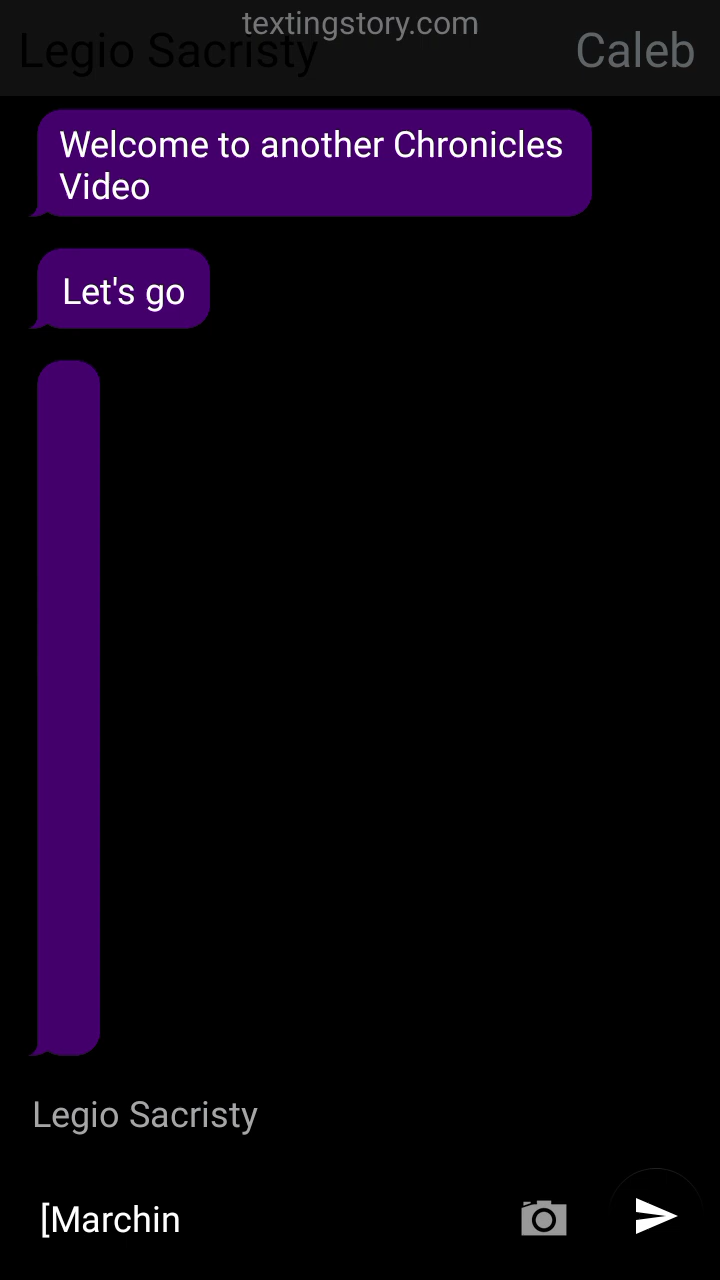 textingstory.com
Legio Sacristy
Caleb
Welcome to another Chronicles
Video
Let's go
Legio Sacristy
[Marchin